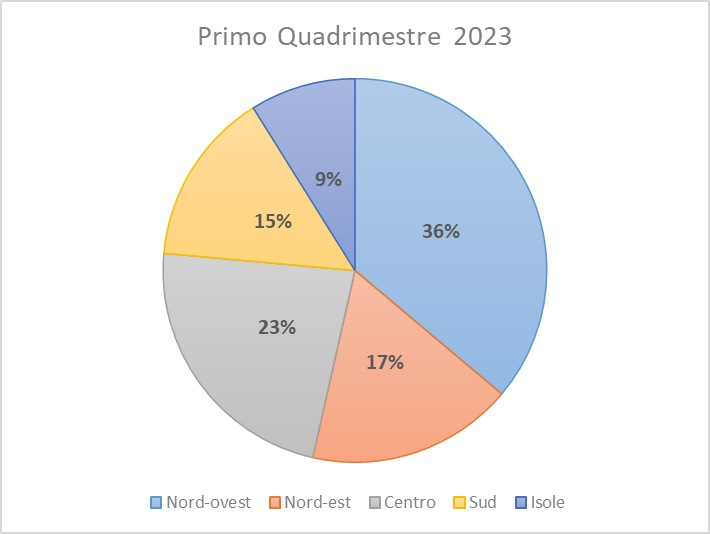 Primo Quadrimestre 2023
9%
36%
15%
23%
17%
Nord-ovest Nord-est Centro Sud Isole